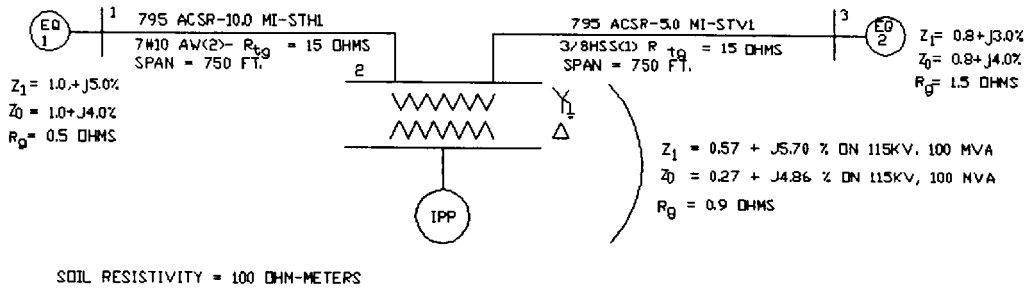 EQ 1
1
795 ACSR-10.0 MI-STH1
7#10 AW(2)- Rtg = 15 OHMS
SPAN = 750 FT.
2
795 ACSR-5.0 MI-STV1
3/8HSS(1) R tg = 15 OHMS
SPAN = 750 FT.
3
EQ 2
Z1= 0.8+J3.0%
Z0= 0.8+J4.0%
Rg= 1.5 OHMS
Z1= 1.0,+J5.0%
Z0= 1.0+J4.0%
Rg= 0.5 OHMS
Z1 = 0.57 + J5.70 % ON 115KV, 100 MVA
Z0 = 0.27 + J4.86 % ON 115KV, 100 MVA
Rg = 0.9 OHMS
IPP
SOIL RESISTIVITY = 100 OHM-METERS